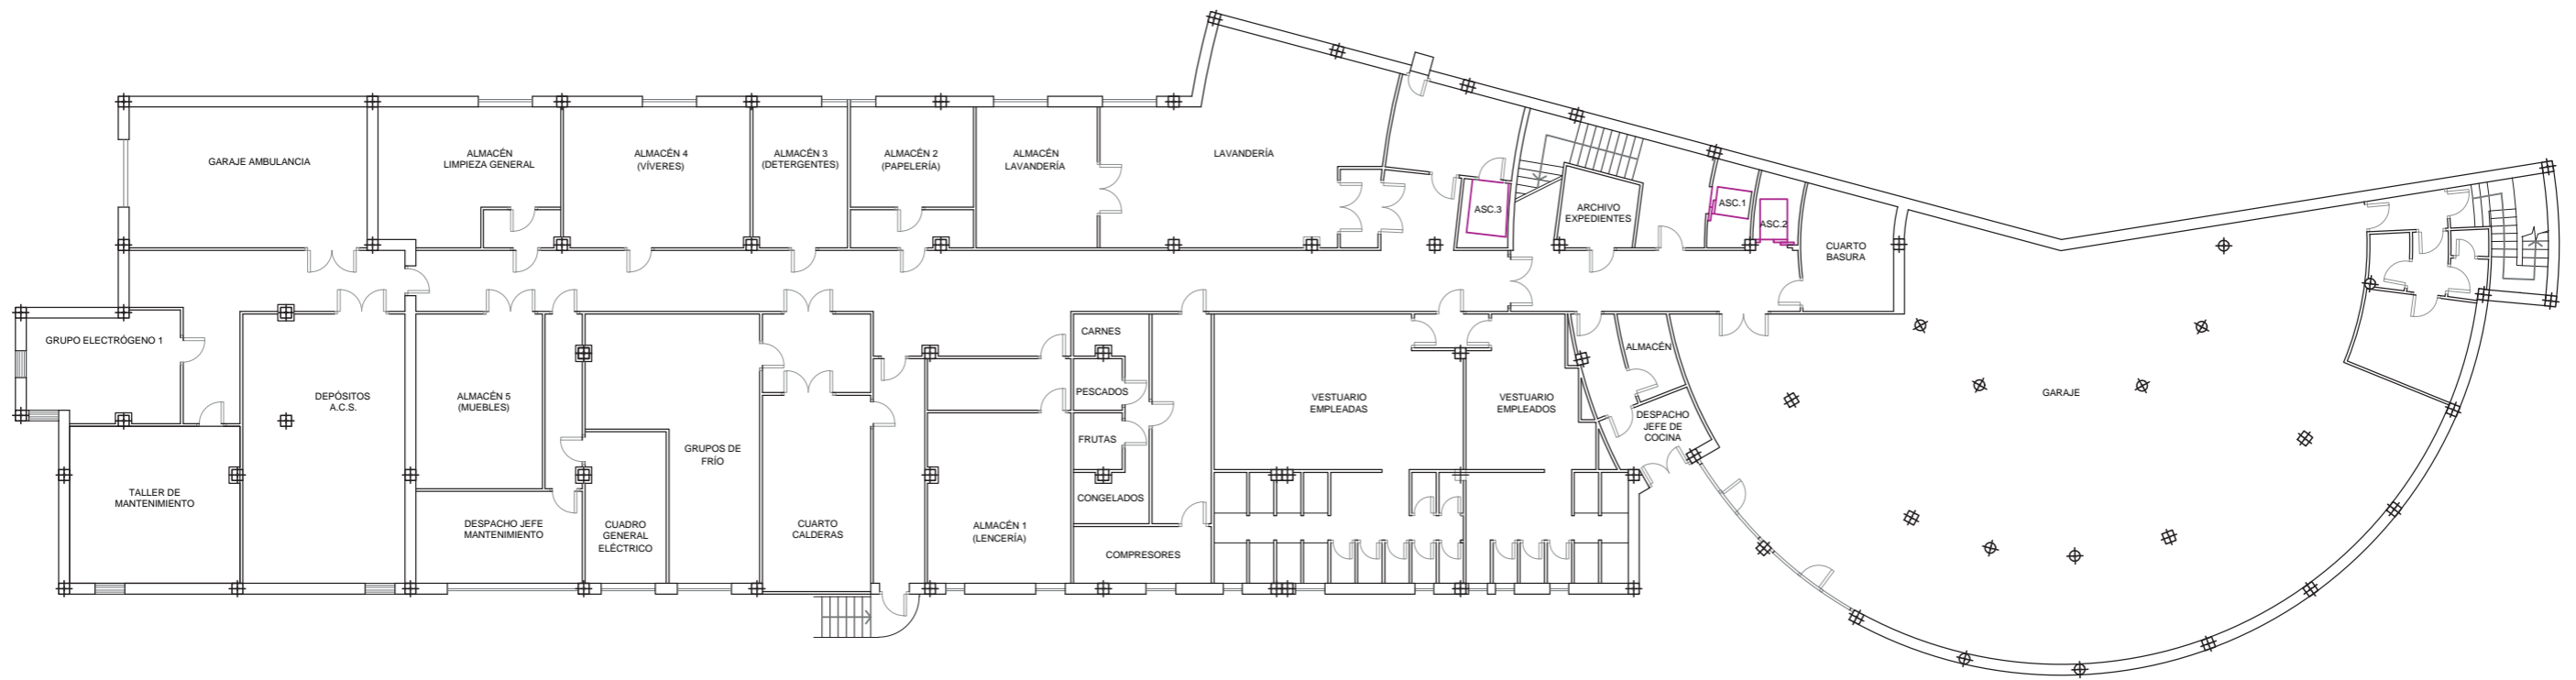 GARAJE AMBULANCIA
ALMACÉN
LIMPIEZA GENERAL
ALMACÉN 4
(VÍVERES)
ALMACÉN 3
(DETERGENTES)
ALMACÉN 2
(PAPELERÍA)
ALMACÉN
LAVANDERÍA
LAVANDERÍA
ASC.3
ARCHIVO
EXPEDIENTES
ASC.1
ASC.2
CUARTO
BASURA
GRUPO ELECTRÓGENO 1
DEPÓSITOS
A.C.S.
ALMACÉN 5
(MUEBLES)
TALLER DE
MANTENIMIENTO
DESPACHO JEFE
MANTENIMIENTO
CUADRO
GENERAL
ELÉCTRICO
GRUPOS DE
FRÍO
CUARTO
CALDERAS
ALMACÉN 1
(LENCERÍA)
CARNES
PESCADOS
FRUTAS
CONGELADOS
COMPRESORES
VESTUARIO
EMPLEADAS
VESTUARIO
EMPLEADOS
ALMACÉN
DESPACHO
JEFE DE
COCINA
GARAJE